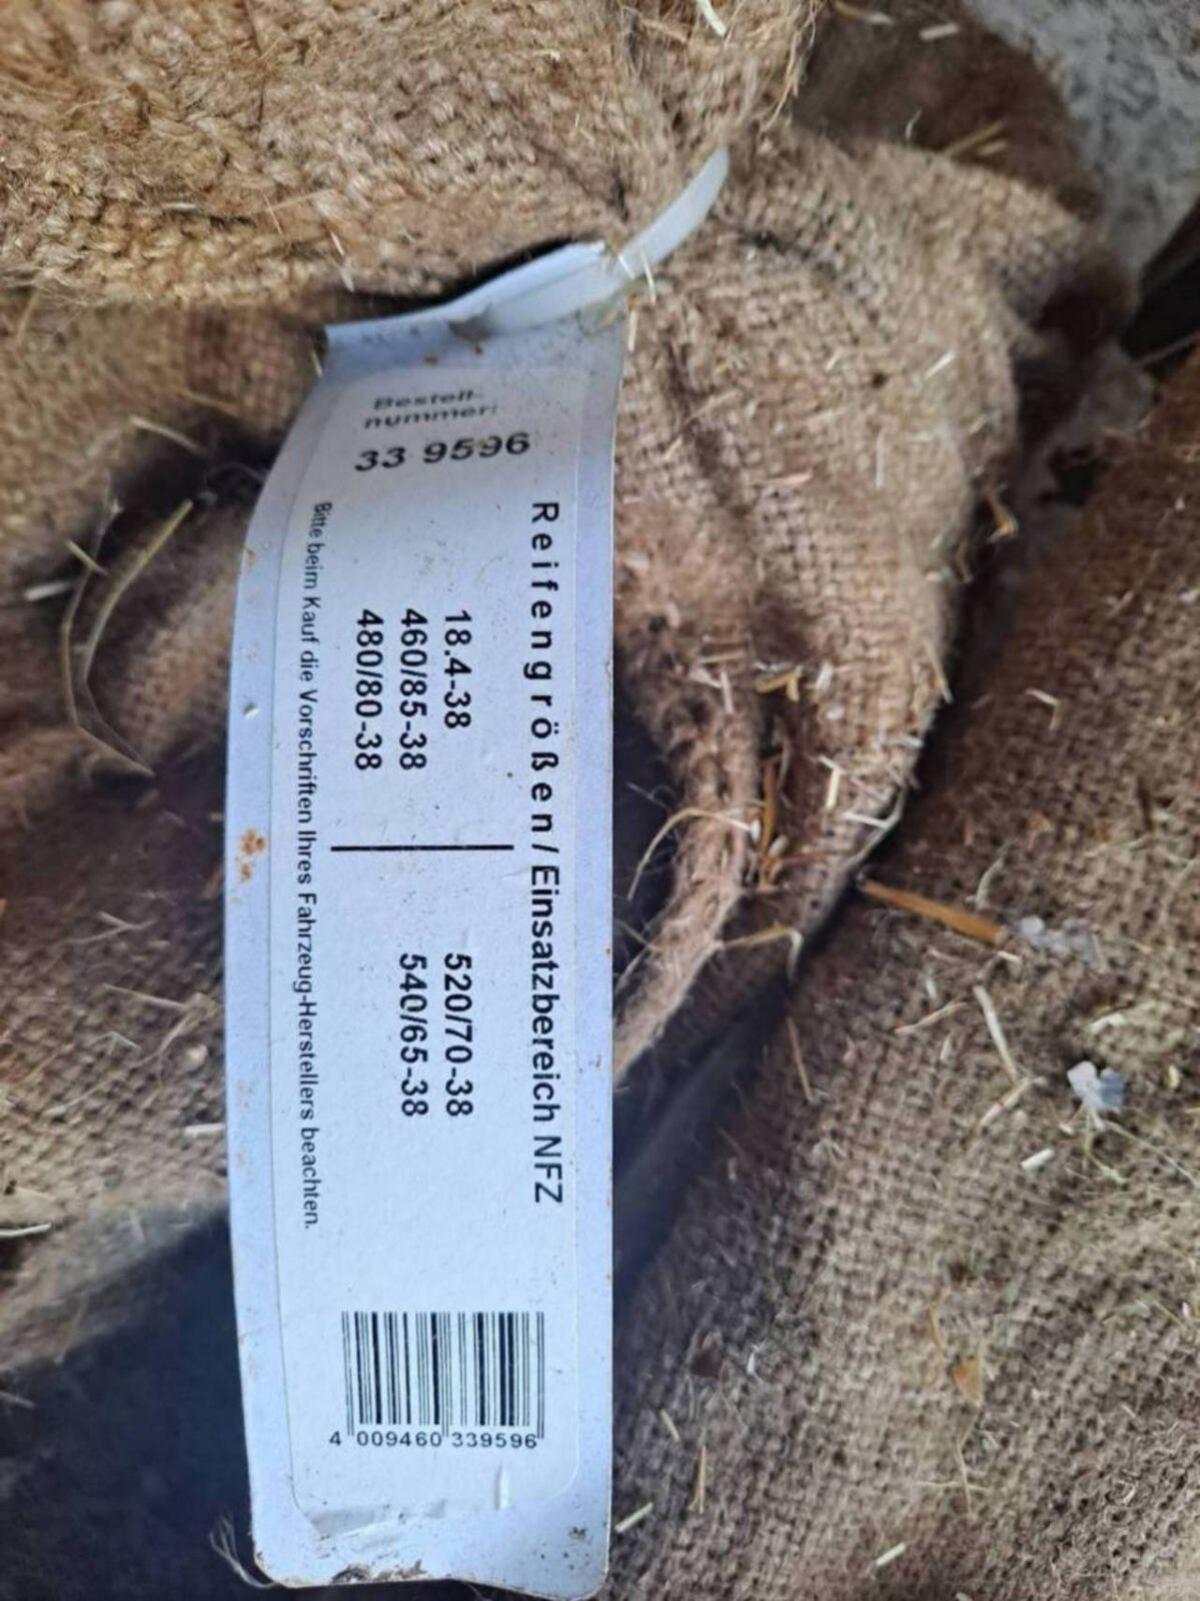 Bestell-
nummer:
33 9596
Reifengrößen / Einsatzbereich NFZ
18.4-38
460/85-38
480/80-38
520/70-38
540/65-38
Bitte beim Kauf die Vorschriften Ihres Fahrzeug-Herstellers beachten.
4 009460 339596